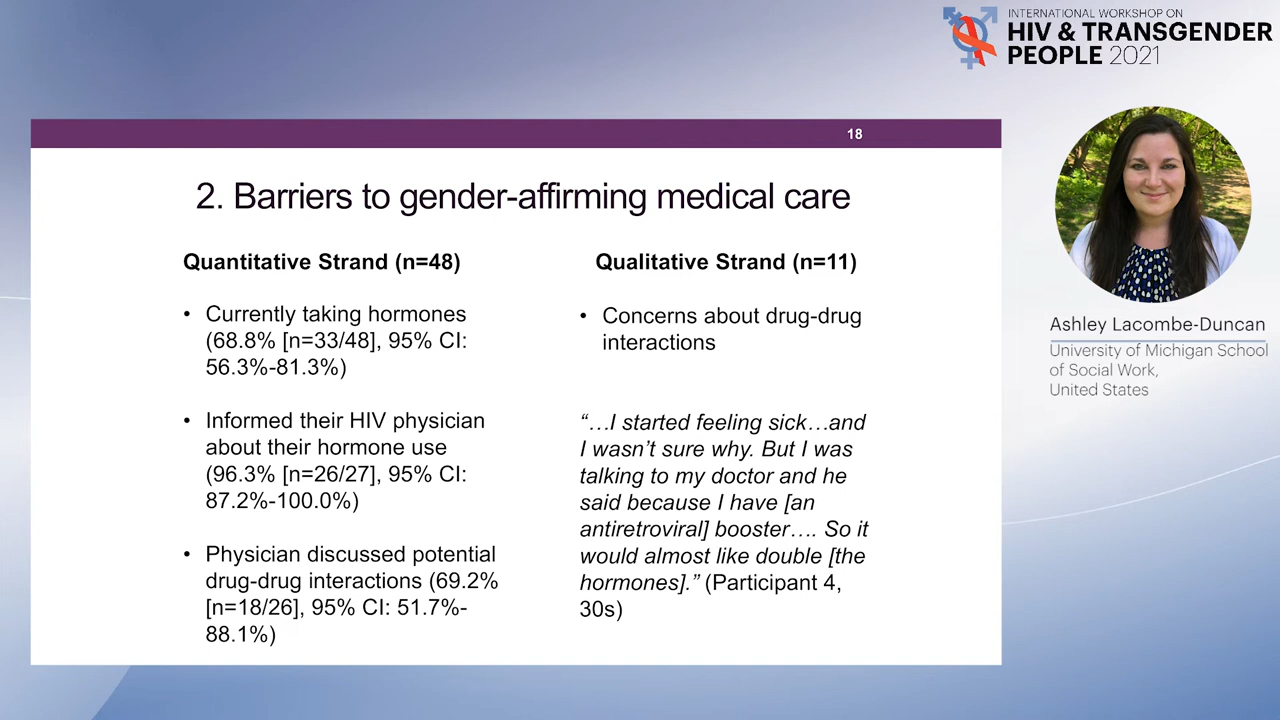 INTERNATIONAL WORKSHOP ON
HIV & TRANSGENDER
PEOPLE 2021
18
2. Barriers to gender-affirming medical care
Quantitative Strand (n=48)
• Currently taking hormones
(68.8% [n=33/48], 95% CI:
56.3%-81.3%)
• Informed their HIV physician
about their hormone use
(96.3% [n=26/27], 95% CI:
87.2%-100.0%)
• Physician discussed potential
drug-drug interactions (69.2%
[n=18/26], 95% CI: 51.7%-
88.1%)
Qualitative Strand (n=11)
• Concerns about drug-drug
interactions
“…I started feeling sick…and
I wasn’t sure why. But I was
talking to my doctor and he
said because I have [an
antiretroviral] booster…. So it
would almost like double [the
hormones].” (Participant 4,
30s)
Ashley Lacombe-Duncan
University of Michigan School
of Social Work,
United States